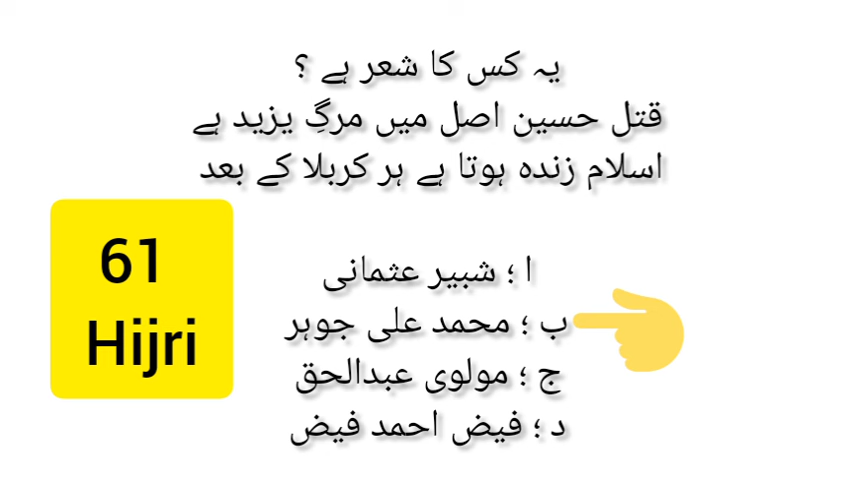 یہ کس کا شعر ہے ؟
قتل حسین اصل میں مرگِ یزید ہے
اسلام زندہ ہوتا ہے ہر کربلا کے بعد
61
Hijri
ا ؛ شبیر عثمانی
ب ؛ محمد علی جوہر
ج ؛ مولوی عبدالحق
د ؛ فیض احمد فیض